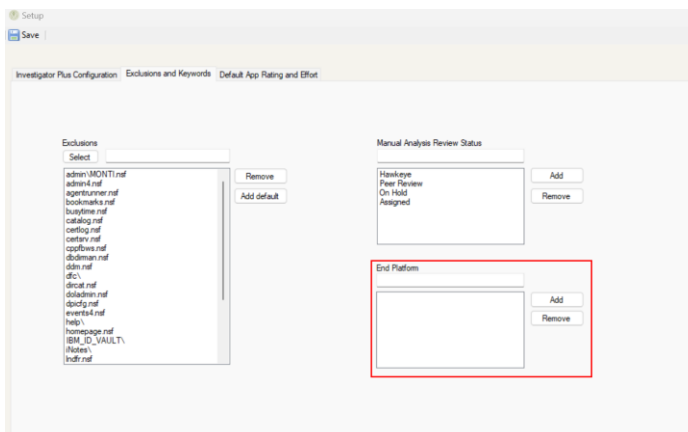 Setup
Save
Investigator Plus Configuration Exclusions and Keywords Default App Rating and Effort
Exclusions
Select
admin\MONTI.nsf
admin4.nsf
agentrunner.nsf
bookmarks.nsf
busytime.nsf
catalog.nsf
certlog.nsf
certsrv.nsf
cppfbws.nsf
dbdirman.nsf
ddm.nsf
dfc\
dircat.nsf
doladmin.nsf
dpicfg.nsf
events4.nsf
help\
homepage.nsf
IBM_ID_VAULT\
iNotes\
lndfr.nsf
Remove
Add default
Manual Analysis Review Status
Hawkeye
Peer Review
On Hold
Assigned
Add
Remove
End Platform
Add
Remove